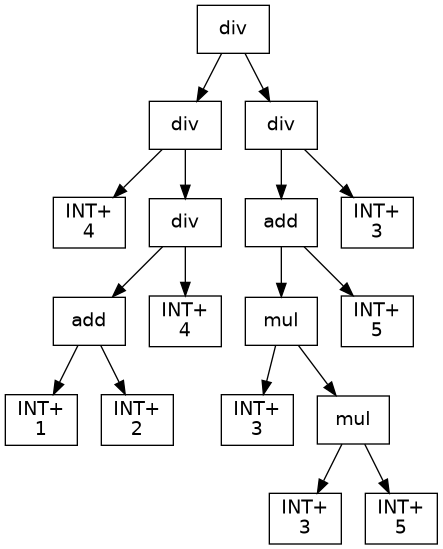 div
div
div
INT+
4
div
add
INT+
3
add
INT+
4
mul
INT+
5
INT+
1
INT+
2
INT+
3
mul
INT+
3
INT+
5